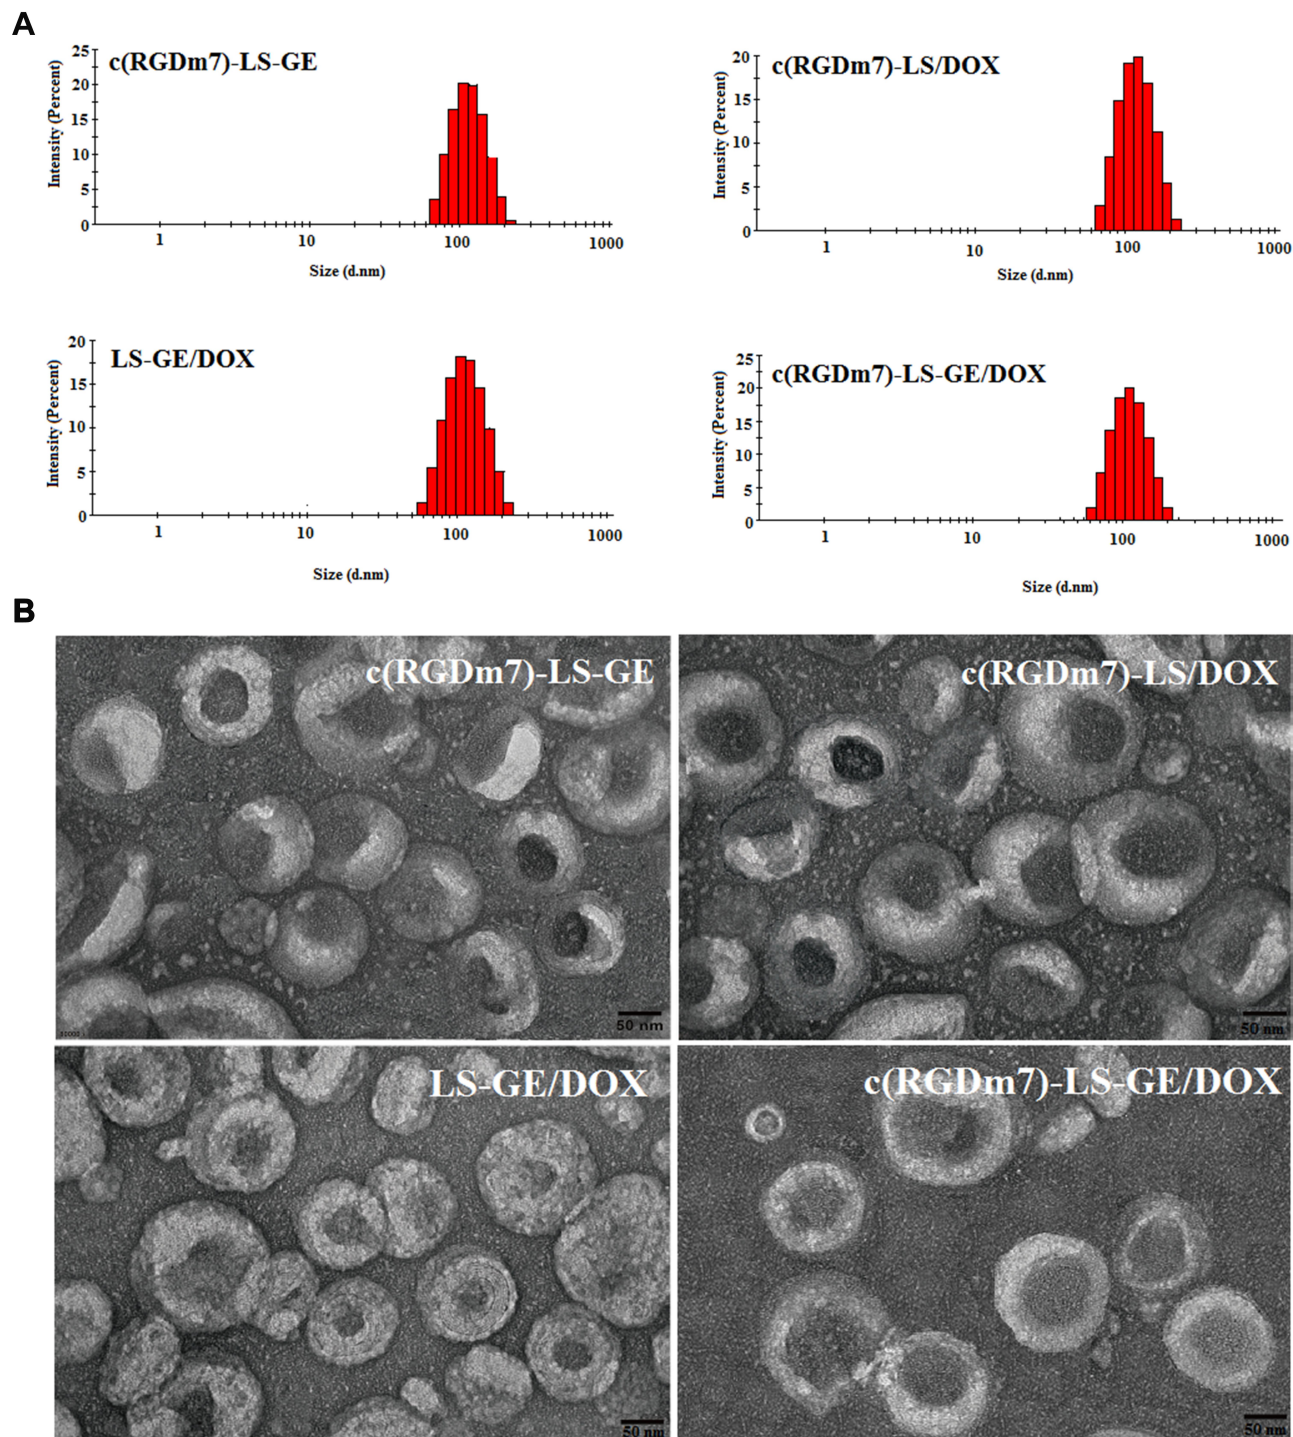 A
c(RGDm7)-LS-GE
Intensity (Percent)
25
20
15
10
5
0
1
10
100
1000
Size (d.nm)
c(RGDm7)-LS/DOX
Intensity (Percent)
20
15
10
5
0
1
10
100
1000
Size (d.nm)
LS-GE/DOX
Intensity (Percent)
20
15
10
5
0
1
10
100
1000
Size (d.nm)
c(RGDm7)-LS-GE/DOX
Intensity (Percent)
25
20
15
10
5
0
1
10
100
1000
Size (d.nm)
B
c(RGDm7)-LS-GE
50 nm
c(RGDm7)-LS/DOX
50 nm
LS-GE/DOX
50 nm
c(RGDm7)-LS-GE/DOX
50 nm